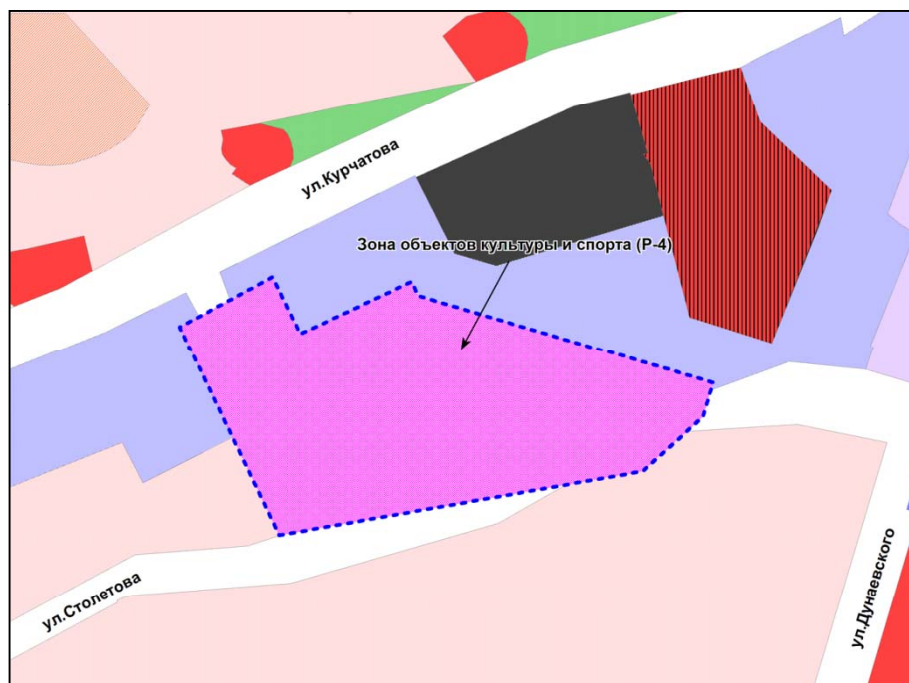 ул.Курчатова
Зона объектов культуры и спорта (Р-4)
ул.Столетова
ул.Дунаевского